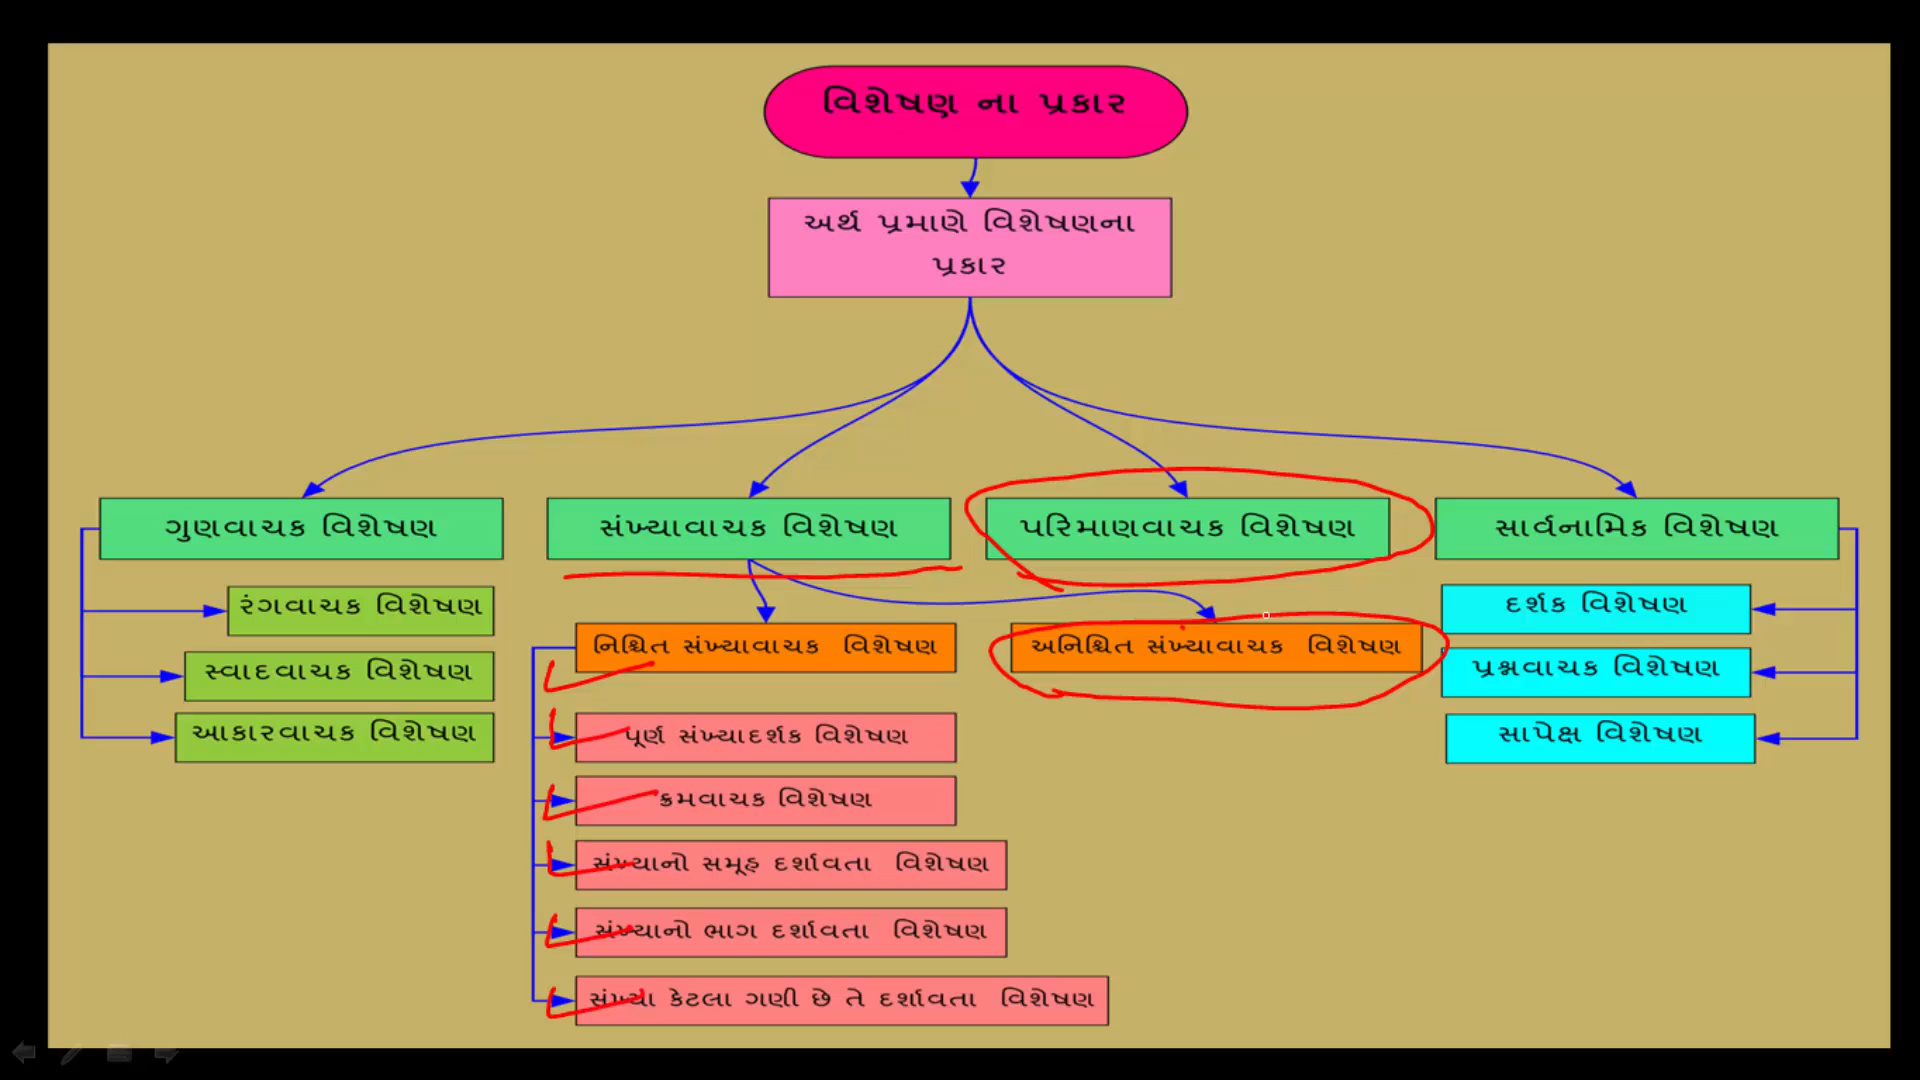 વિશેષણ ના પ્રકાર
અર્થ પ્રમાણે વિશેષણના
પ્રકાર
ગુણવાચક વિશેષણ
રંગવાચક વિશેષણ
સ્વાદવાચક વિશેષણ
આકારવાચક વિશેષણ
સંખ્યાવાચક વિશેષણ
નિશ્ચિત સંખ્યાવાચક વિશેષણ
પૂર્ણ સંખ્યાદર્શક વિશેષણ
ક્રમવાચક વિશેષણ
સંખ્યાનો સમૂહ દર્શાવતા વિશેષણ
સંખ્યાનો ભાગ દર્શાવતા વિશેષણ
સંખ્યા કેટલા ગણી છે તે દર્શાવતા વિશેષણ
અનિશ્ચિત સંખ્યાવાચક વિશેષણ
પરિમાણવાચક વિશેષણ
સાર્વનામિક વિશેષણ
દર્શક વિશેષણ
પ્રશ્નવાચક વિશેષણ
સાપેક્ષ વિશેષણ